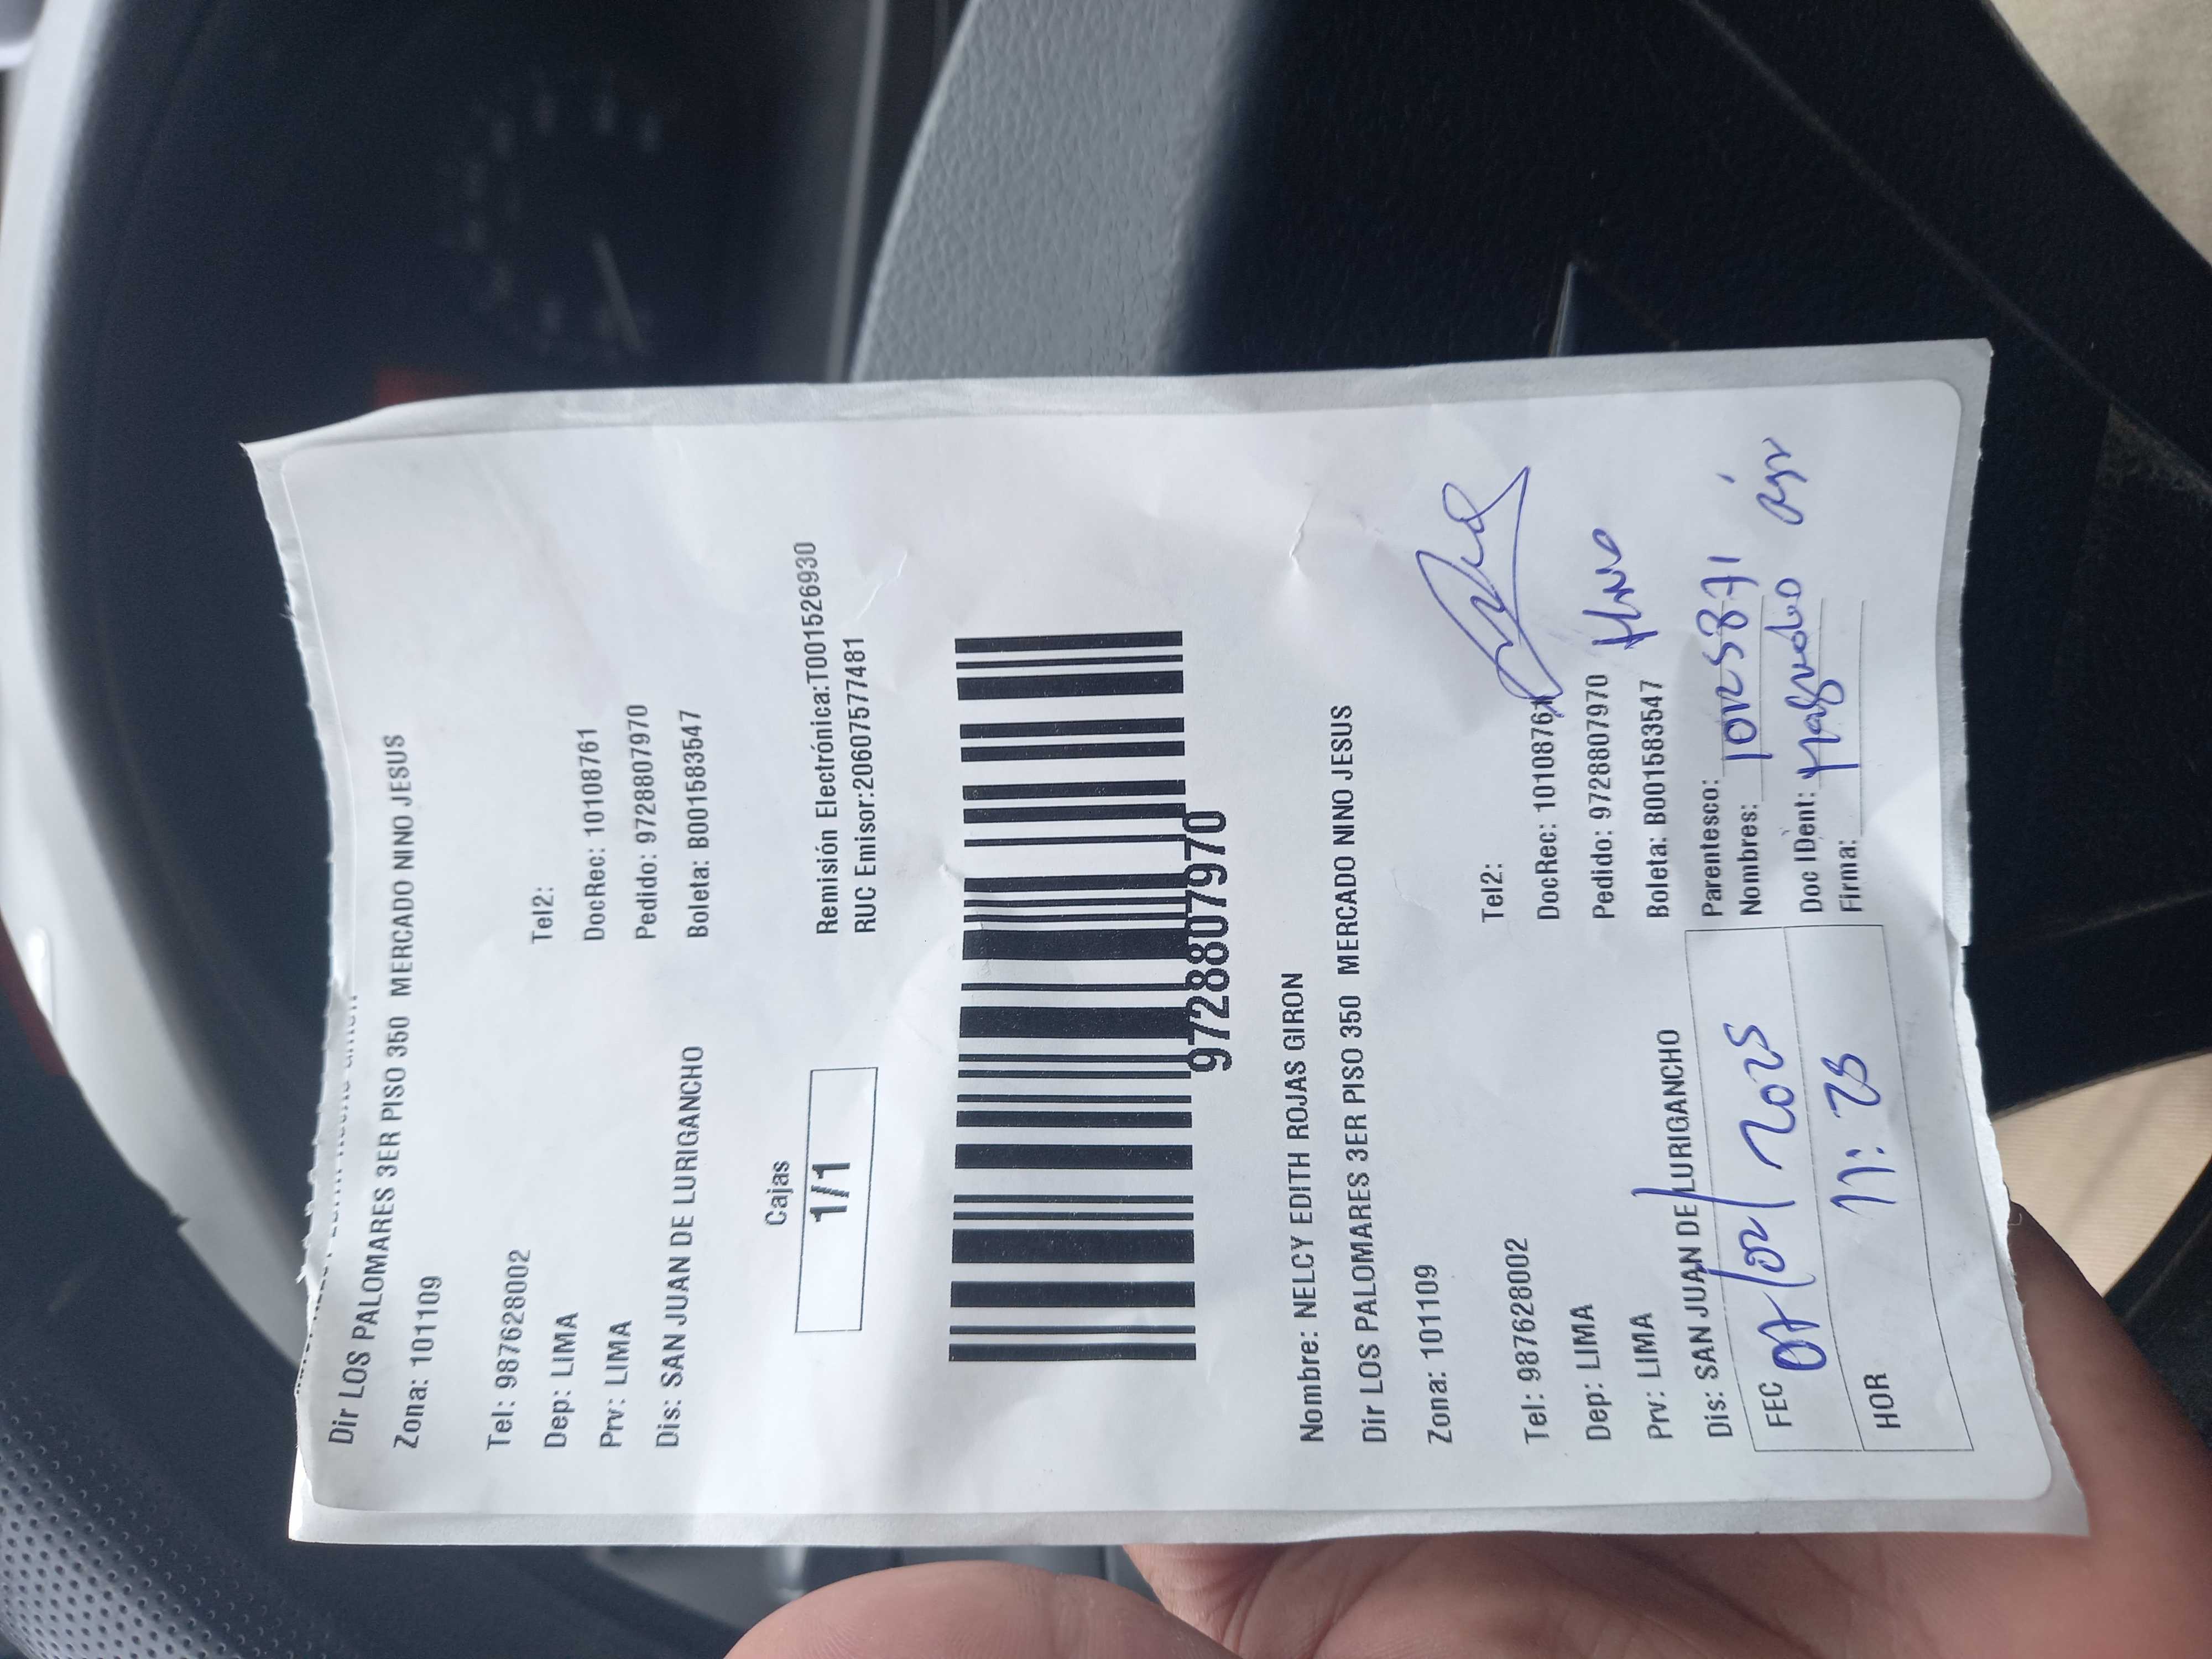 Dir LOS PALOMARES 3ER PISO 350 MERCADO NINO JESUS
Zona: 101109
Tel: 987628002 Tel2:
Dep: LIMA DocRec: 10108761
Prv: LIMA Pedido: 9728807970
Dis: SAN JUAN DE LURIGANCHO Boleta: B001583547
Cajas
1/1
Remisión Electrónica:T001526930
RUC Emisor:20607577481
9728807970
Nombre: NELCY EDITH ROJAS GIRON
Dir LOS PALOMARES 3ER PISO 350 MERCADO NINO JESUS
Zona: 101109
Tel: 987628002 Tel2:
Dep: LIMA DocRec: 10108761
Prv: LIMA Pedido: 9728807970
Dis: SAN JUAN DE LURIGANCHO Boleta: B001583547
FEC 07/02/2025
HOR 11:25
Parentesco:
Nombres:
Doc IDent:
Firma: